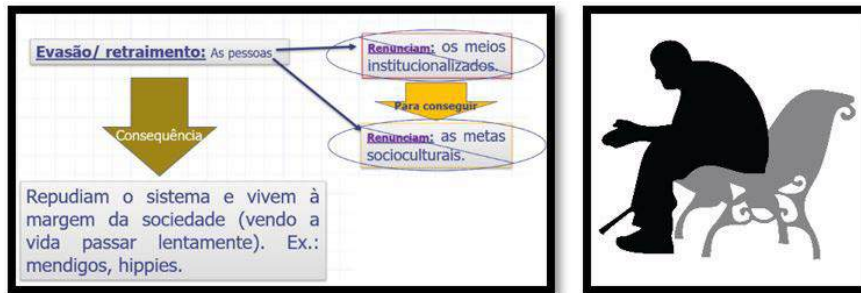 Evasão/ retraimento: As pessoas
Renunciam: os meios
institucionalizados.
Para conseguir
Renunciam: as metas
socioculturais.
Consequência
Repudiam o sistema e vivem à
margem da sociedade (vendo a
vida passar lentamente). Ex.:
mendigos, hippies.